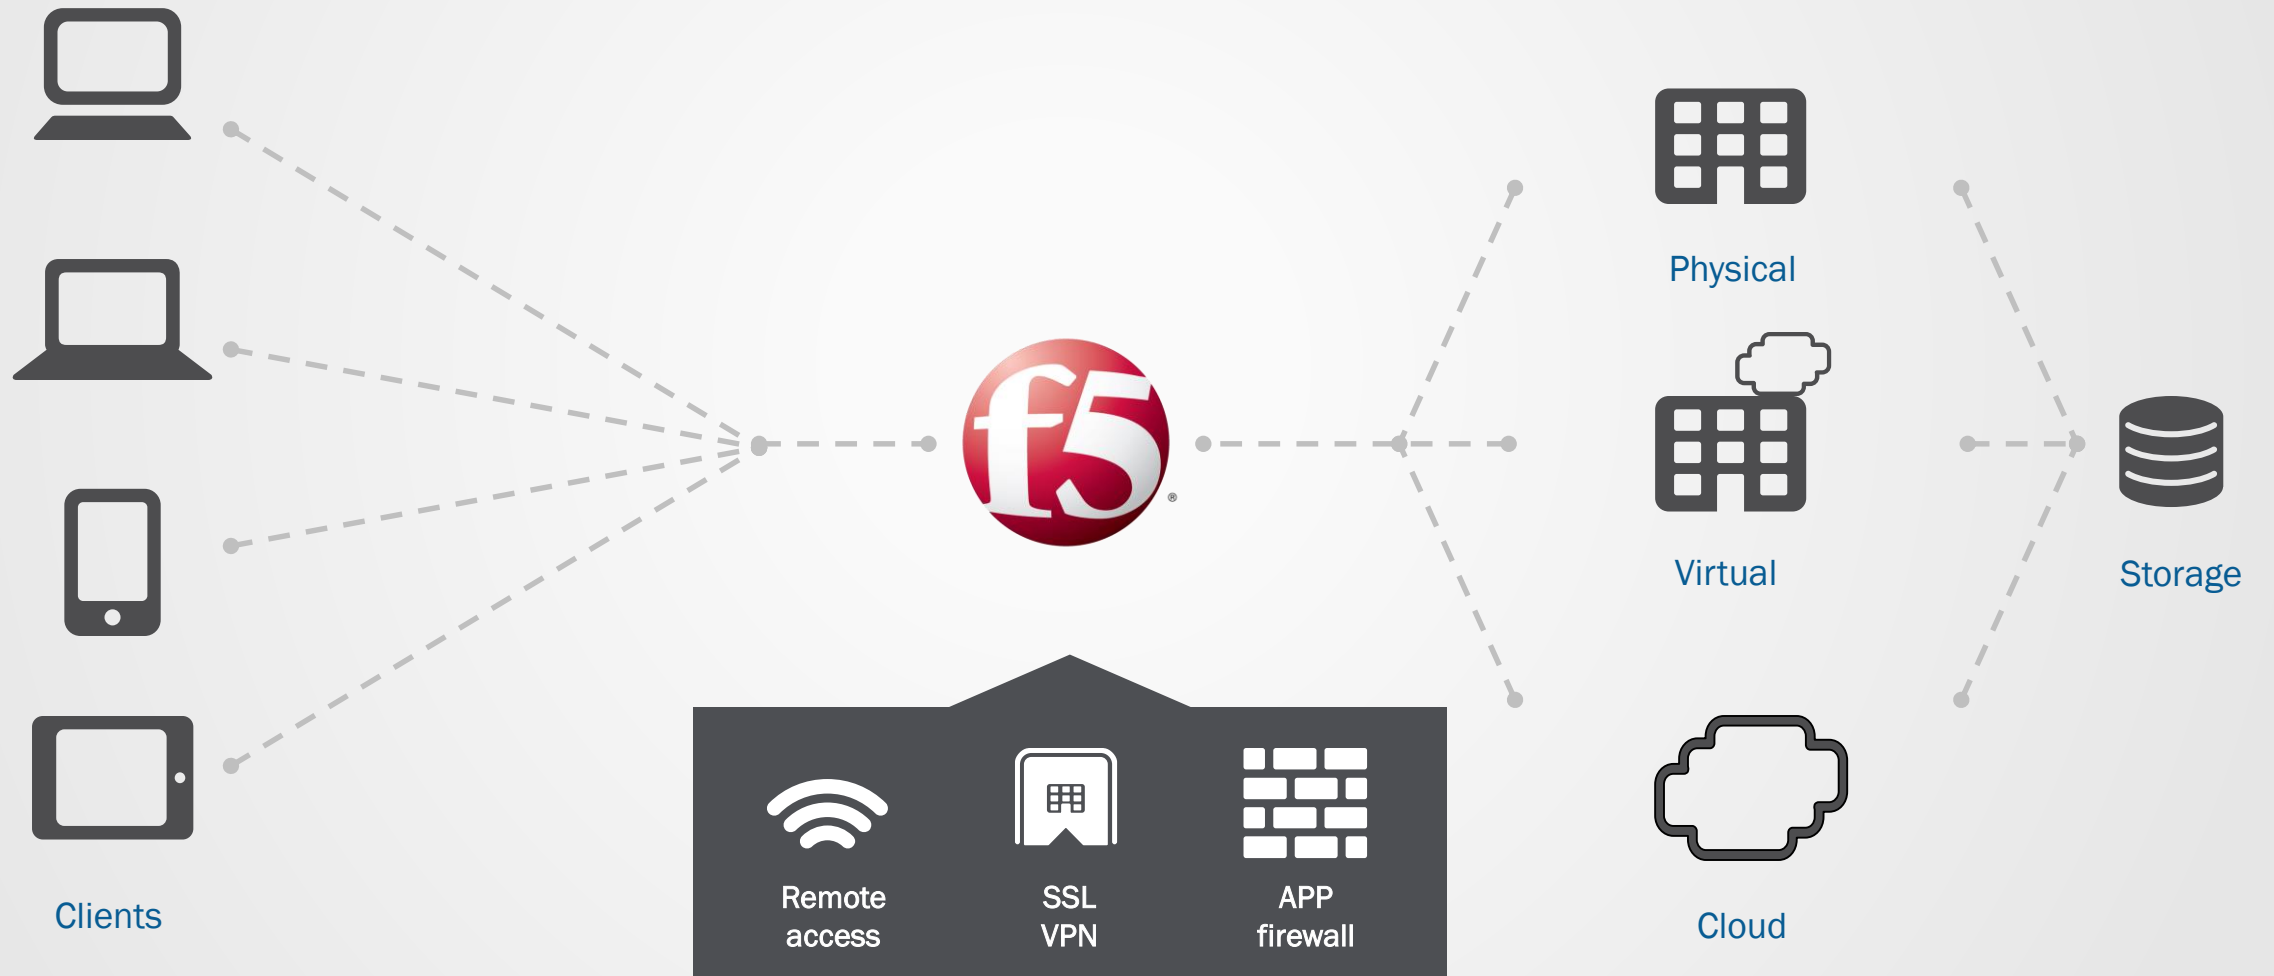 Clients
f5
®
Remote
access
SSL
VPN
APP
firewall
Physical
Virtual
Cloud
Storage